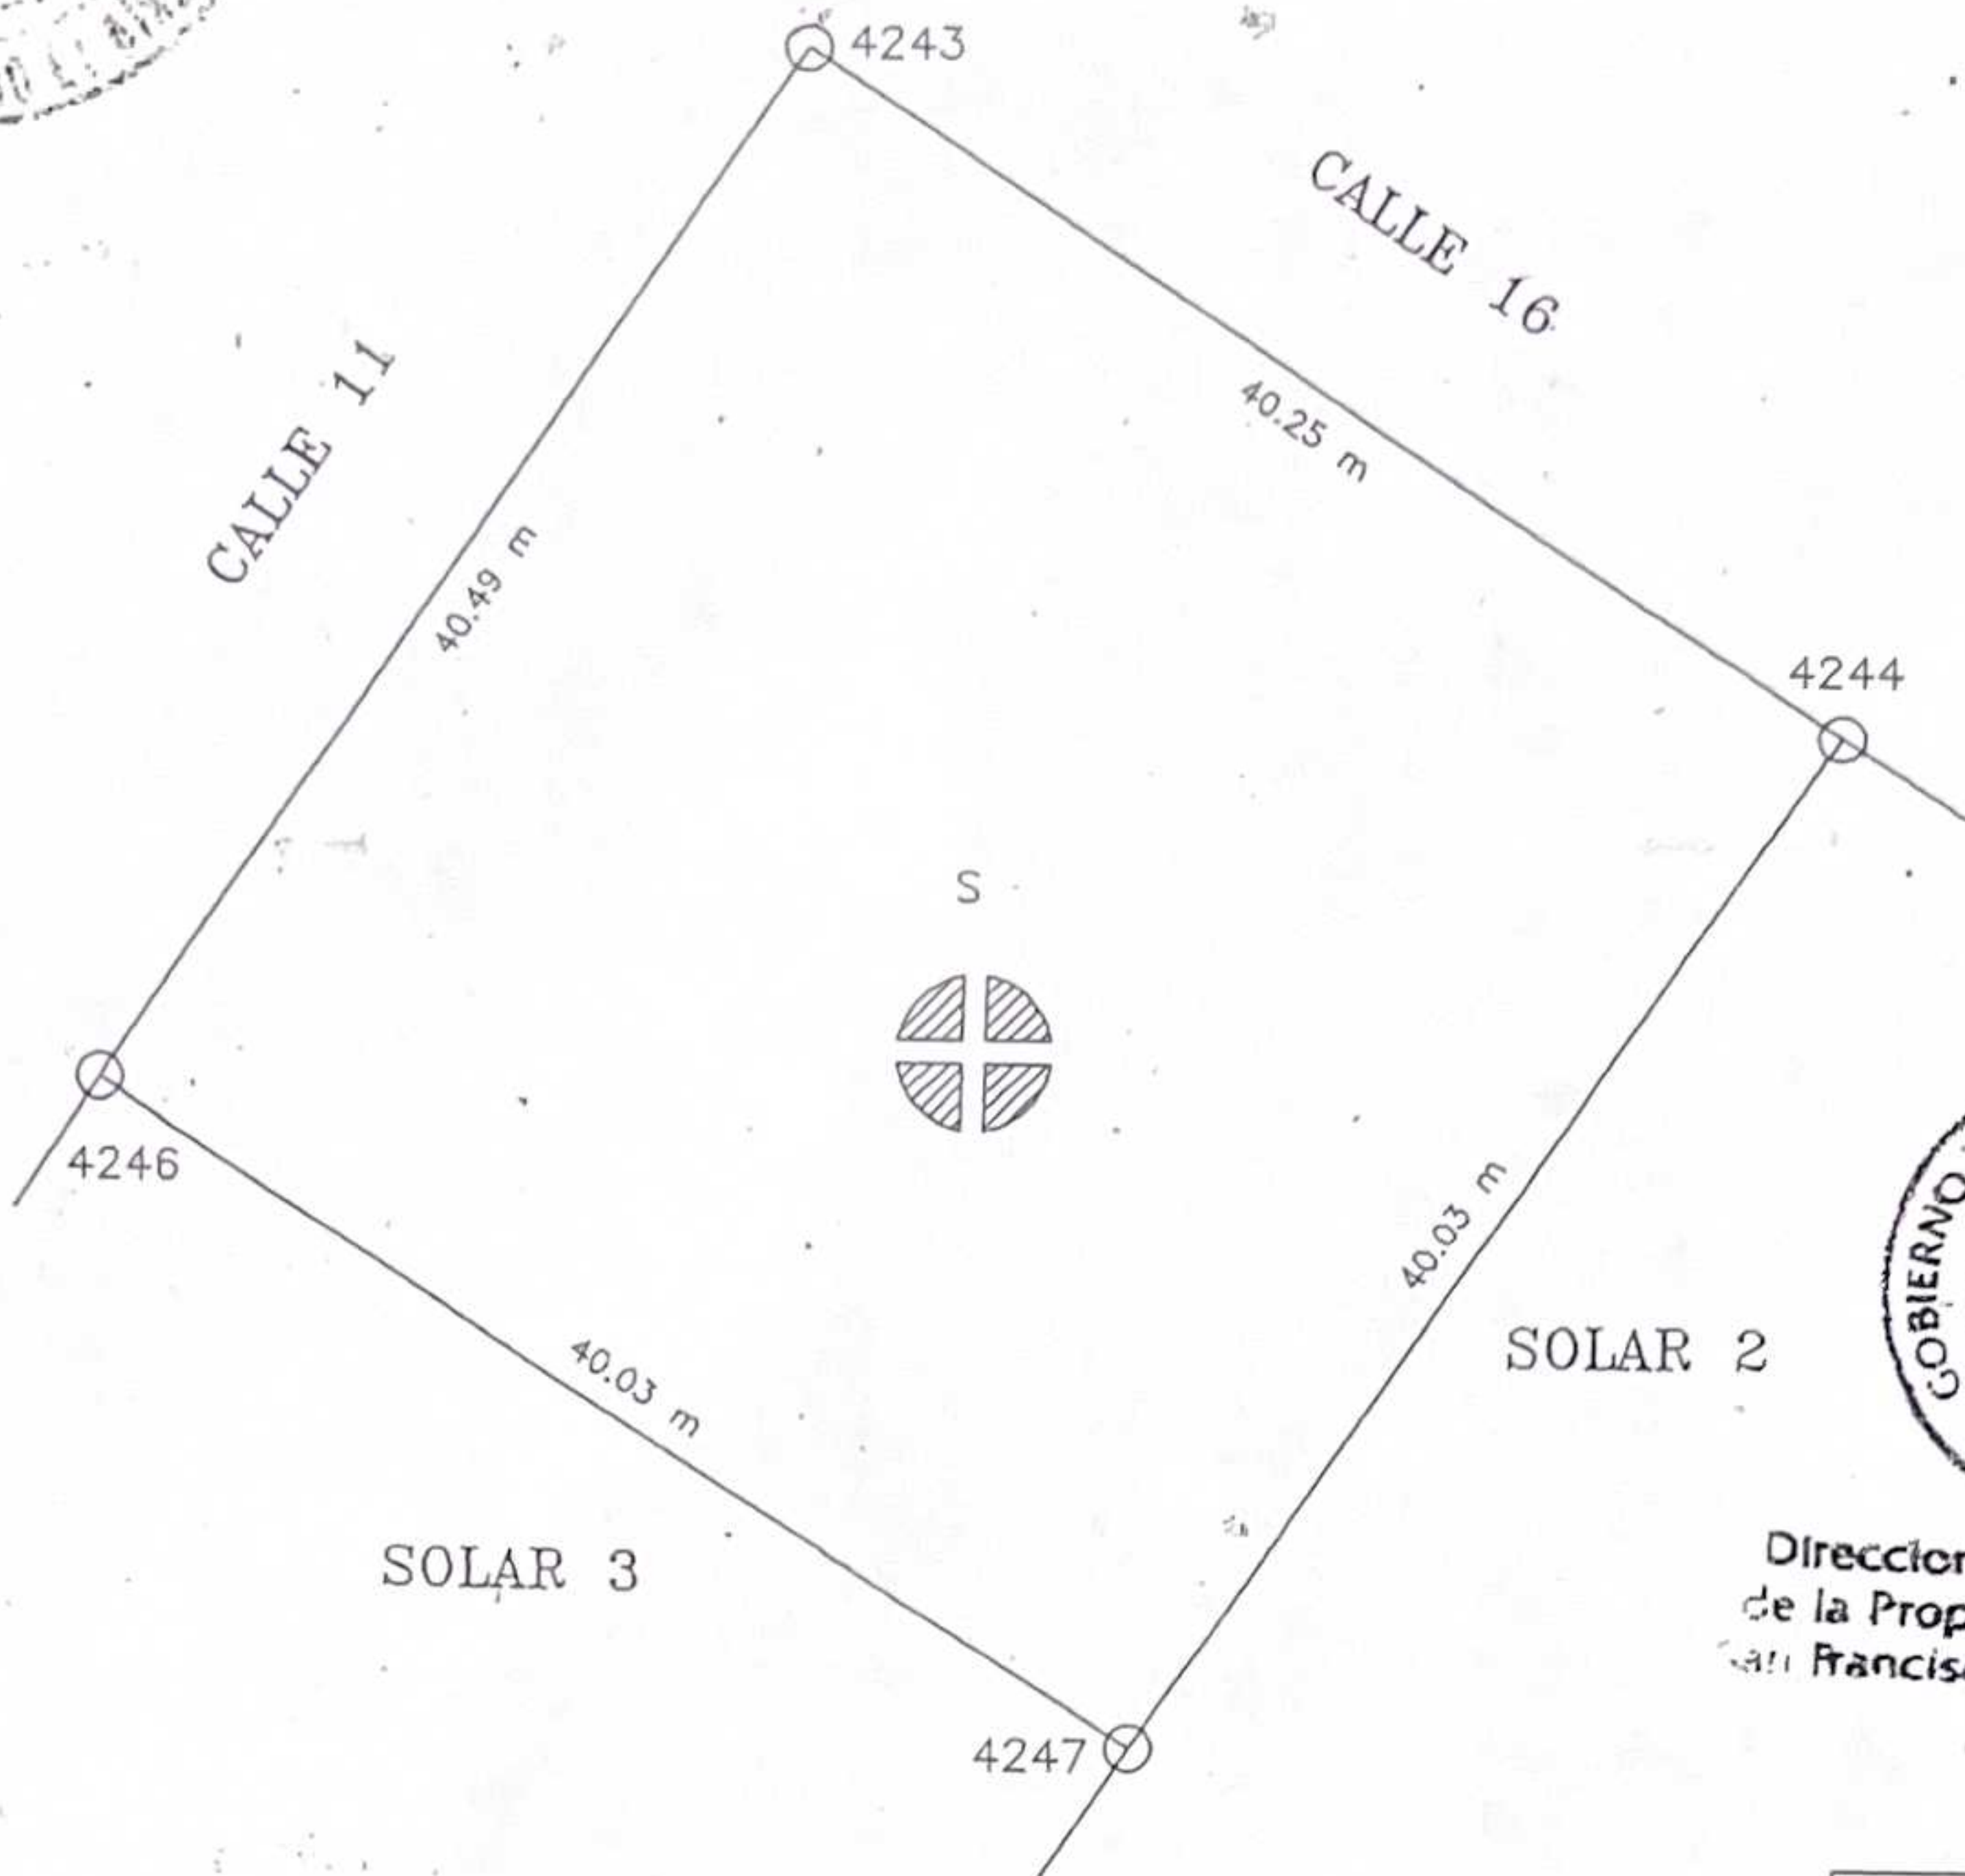 4243
CALLE 16
CALLE 11
40.25 m
40.49 m
4244
S
4246
40.03 m
40.03 m
SOLAR 2
GOBIERNO
SOLAR 3
Direccion
de la Prop
Francis
4247